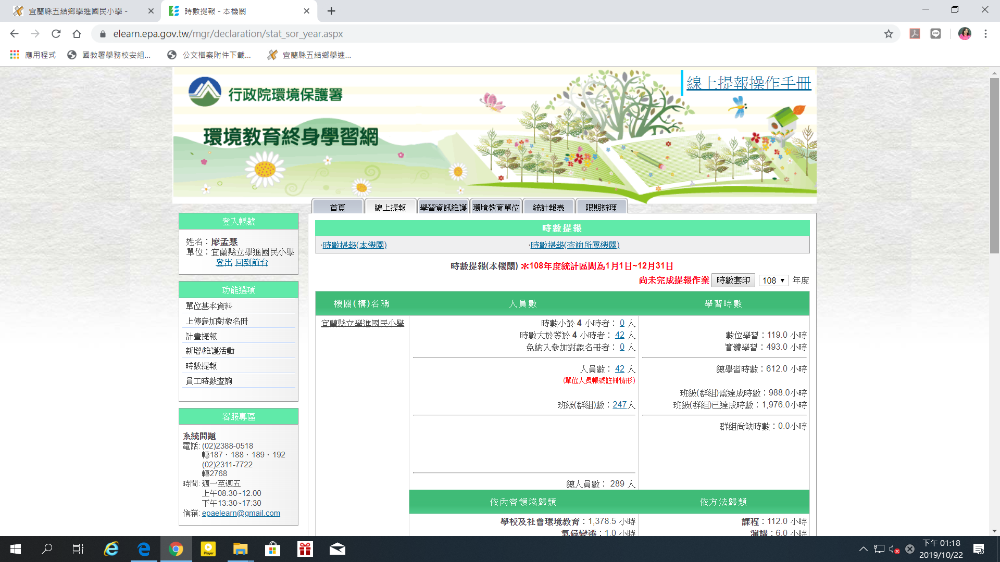 宜蘭縣五結鄉學進國民小學 -
時數提報 - 本機關
elearn.epa.gov.tw/mgr/declaration/stat_sor_year.aspx
應用程式
國教署學務校安組...
公文檔案附件下載...
宜蘭縣五結鄉學進...
行政院環境保護署
線上提報操作手冊
環境教育終身學習網
首頁
線上提報
學習資訊維護
環境教育單位
統計報表
限期辦理
登入帳號
姓名：廖孟慧
單位：宜蘭縣立學進國民小學
登出 回到前台
功能選項
單位基本資料
上傳參加對象名冊
計畫提報
新增/維護活動
時數提報
員工時數查詢
客服專區
系統問題
電話: (02)2388-0518
轉187、188、189、192
(02)2311-7722
轉2768
時間: 週一至週五
上午08:30~12:00
下午13:30~17:30
信箱: epaelearn@gmail.com
時數提報
·時數提報(本機關)
·時數提報(查詢所屬機關)
時數提報(本機關) ＊108年度統計區間為1月1日~12月31日
尚未完成提報作業 時數套印 108 年度
機關(構)名稱
人員數
學習時數
宜蘭縣立學進國民小學
時數小於 4 小時者： 0 人
時數大於等於 4 小時者： 42 人
免納入參加對象名冊者： 0 人
人員數： 42 人
(單位人員帳號註冊情形)
班級(群組)數：247人
總人員數： 289 人
數位學習：119.0 小時
實體學習：493.0 小時
總學習時數：612.0 小時
班級(群組)需達成時數：988.0小時
班級(群組)已達成時數：1,976.0小時
群組尚缺時數：0.0小時
依內容領域歸類
依方法歸類
學校及社會環境教育：1,378.5 小時
課程：112.0 小時
氣候變遷：1.0 小時
演講：6.0 小時
Player
下午 01:18
2019/10/22